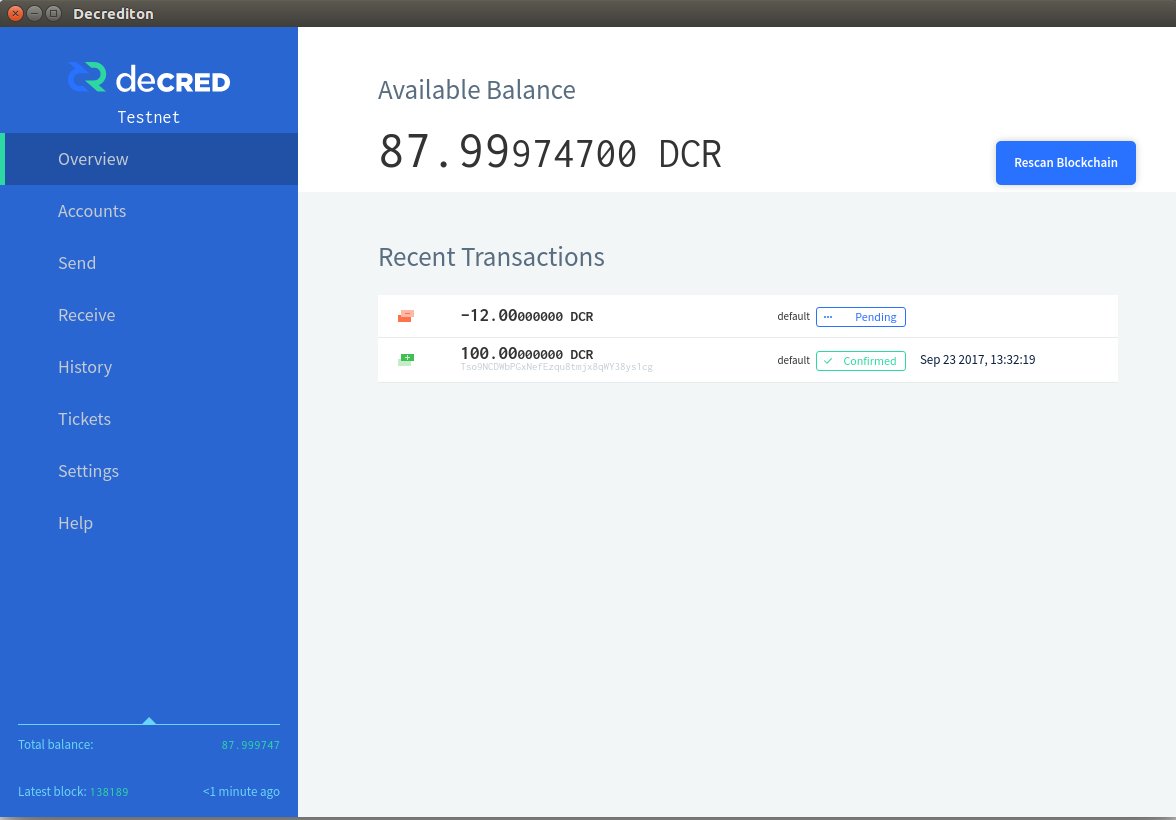 Decrediton
deCRED
Testnet
Overview
Accounts
Send
Receive
History
Tickets
Settings
Help
Total balance: 87.999747
Latest block: 138189 <1 minute ago
Available Balance
87.99974700 DCR
Rescan Blockchain
Recent Transactions
-12.00000000 DCR default ... Pending
100.00000000 DCR default Confirmed Sep 23 2017, 13:32:19